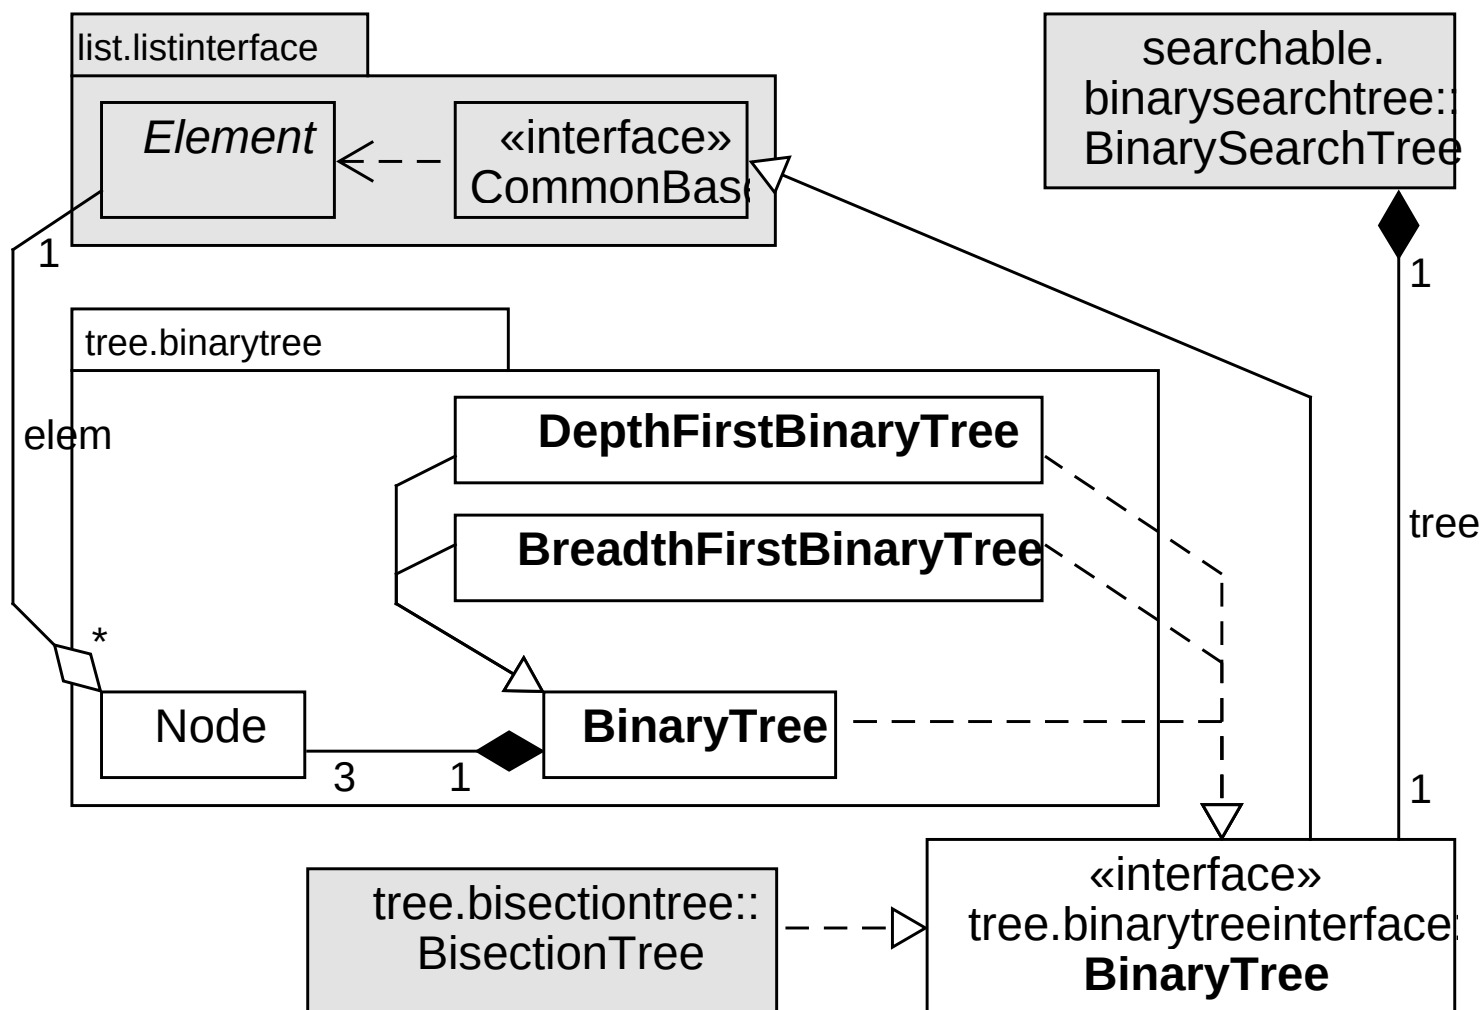 list.listinterface
searchable.
binarysearchtree::
BinarySearchTree
Element
«interface»
CommonBase
1
1
tree.binarytree
elem
DepthFirstBinaryTree
tree
BreadthFirstBinaryTree
*
Node
BinaryTree
3
1
1
tree.bisectiontree::
BisectionTree
«interface»
tree.binarytreeinterface:
BinaryTree